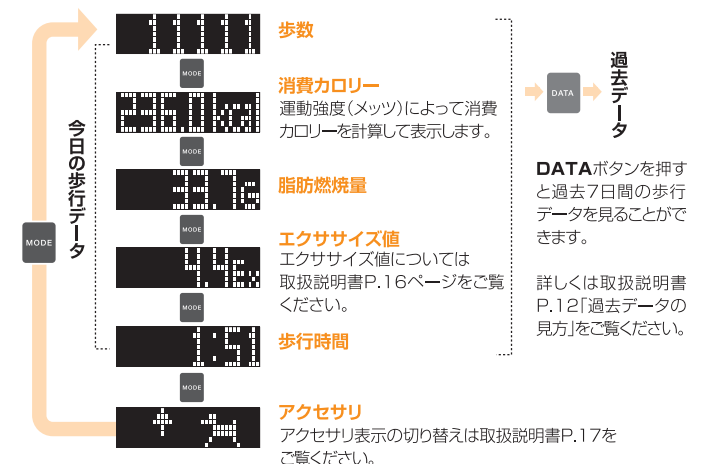 今日の歩行データ
MODE
11111
歩数
MODE
236.0kcal
消費カロリー
運動強度（メッツ）によって消費
カロリーを計算して表示します。
MODE
33.7g
脂肪燃焼量
MODE
4.4Ex
エクササイズ値
エクササイズ値については
取扱説明書P.16ページをご覧
ください。
MODE
1:51
歩行時間
MODE
アクセサリ
アクセサリ表示の切り替えは取扱説明書P.17を
ご覧ください。
DATA
過去データ
DATAボタンを押す
と過去7日間の歩行
データを見ることがで
きます。
詳しくは取扱説明書
P.12「過去データの
見方」をご覧ください。